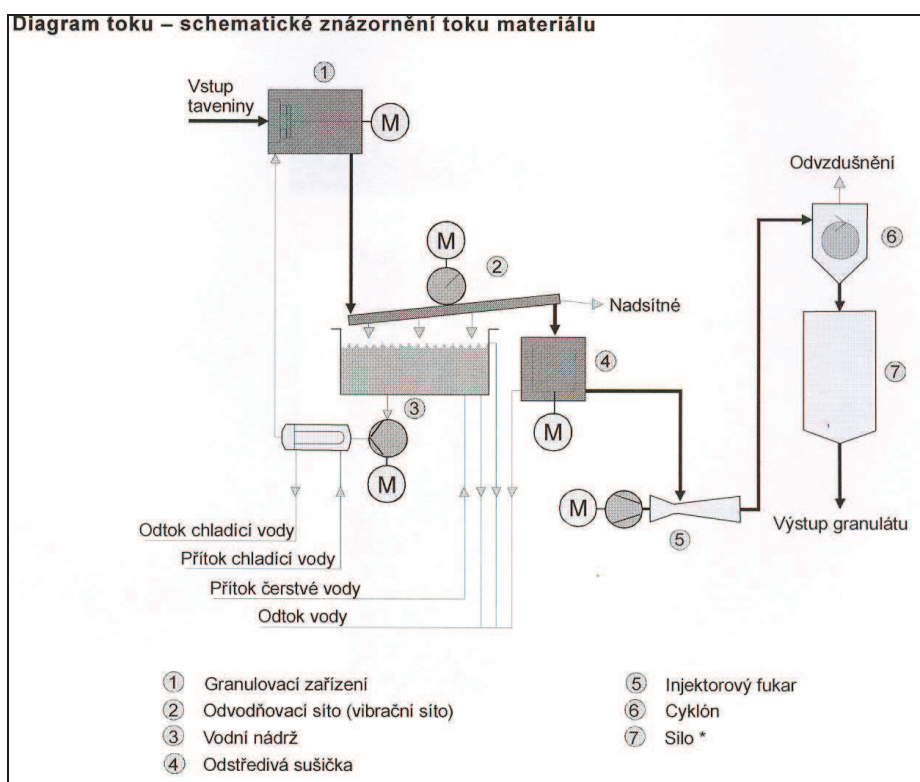 Diagram toku – schematické znázornění toku materiálu
1
Vstup
taveniny
M
Odvzdušnění
M
2
6
Nadsítné
4
7
3
M
M
M
5
Výstup granulátu
Odtok chladící vody
Přítok chladící vody
Přítok čerstvé vody
Odtok vody
1 Granulovací zařízení
2 Odvodňovací síto (vibrační síto)
3 Vodní nádrž
4 Odstředivá sušička
5 Injektorový fukar
6 Cyklón
7 Silo *